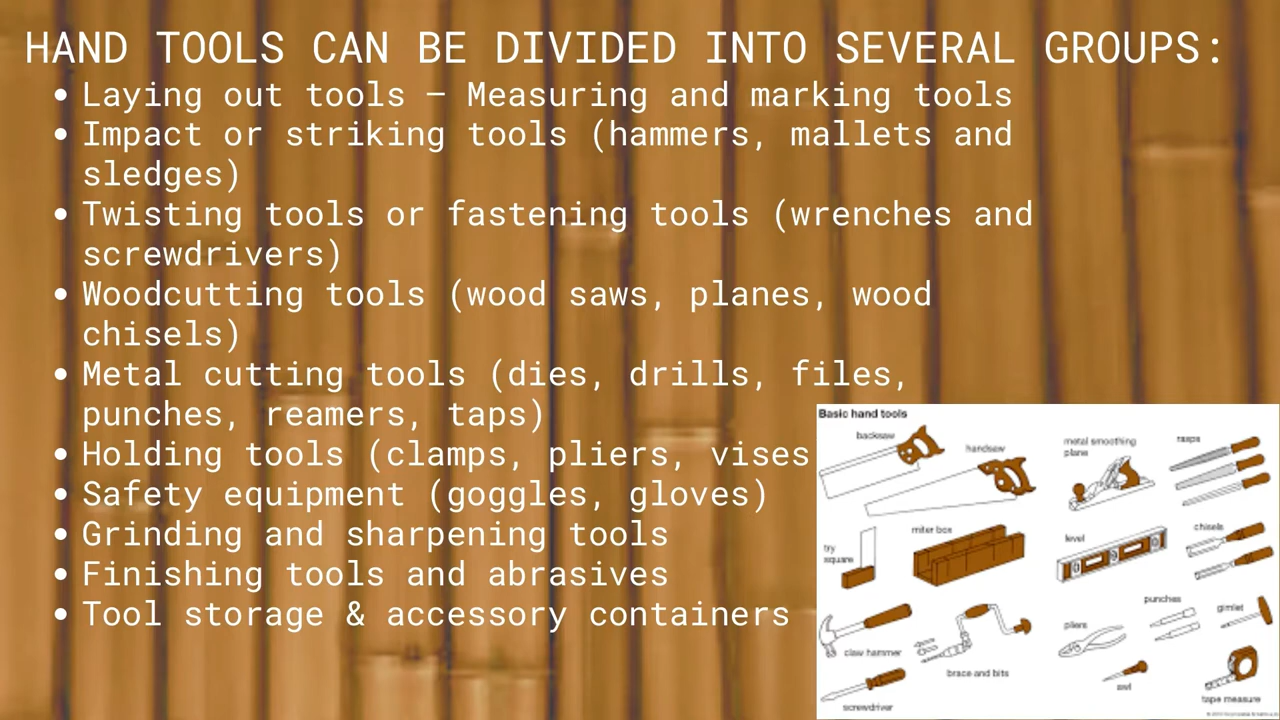 HAND TOOLS CAN BE DIVIDED INTO SEVERAL GROUPS:
• Laying out tools – Measuring and marking tools
• Impact or striking tools (hammers, mallets and
sledges)
• Twisting tools or fastening tools (wrenches and
screwdrivers)
• Woodcutting tools (wood saws, planes, wood
chisels)
• Metal cutting tools (dies, drills, files,
punches, reamers, taps)
• Holding tools (clamps, pliers, vises
• Safety equipment (goggles, gloves)
• Grinding and sharpening tools
• Finishing tools and abrasives
• Tool storage & accessory containers
Basic hand tools
backsaw
handsaw
metal smoothing
plane
rasps
try
square
miter box
level
chisels
claw hammer
brace and bits
pliers
punches
gimlet
screwdriver
awl
tape measure